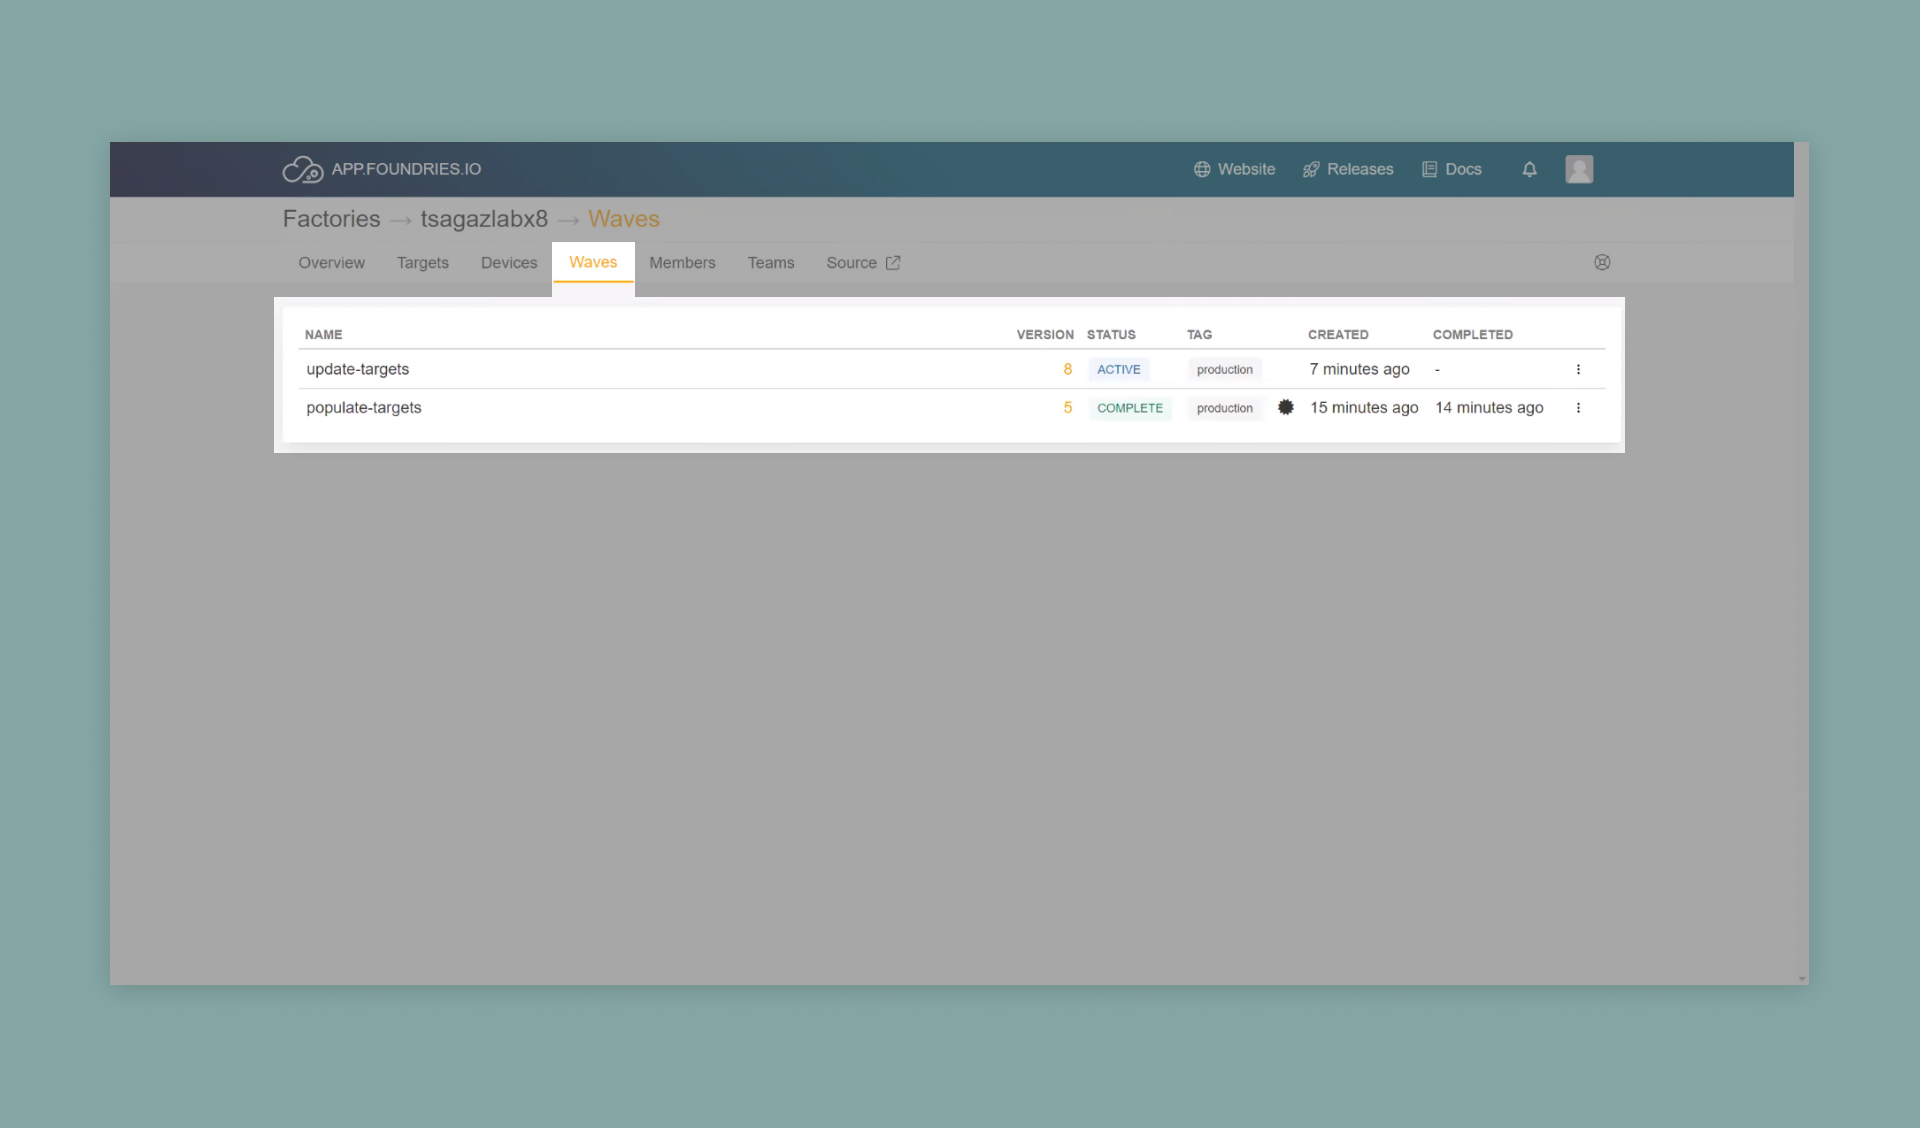 APP.FOUNDRIES.IO Website Releases Docs
Factories → tsagazlabx8 → Waves
Overview Targets Devices Waves Members Teams Source
NAME VERSION STATUS TAG CREATED COMPLETED
update-targets 8 ACTIVE production 7 minutes ago -
populate-targets 5 COMPLETE production 15 minutes ago 14 minutes ago